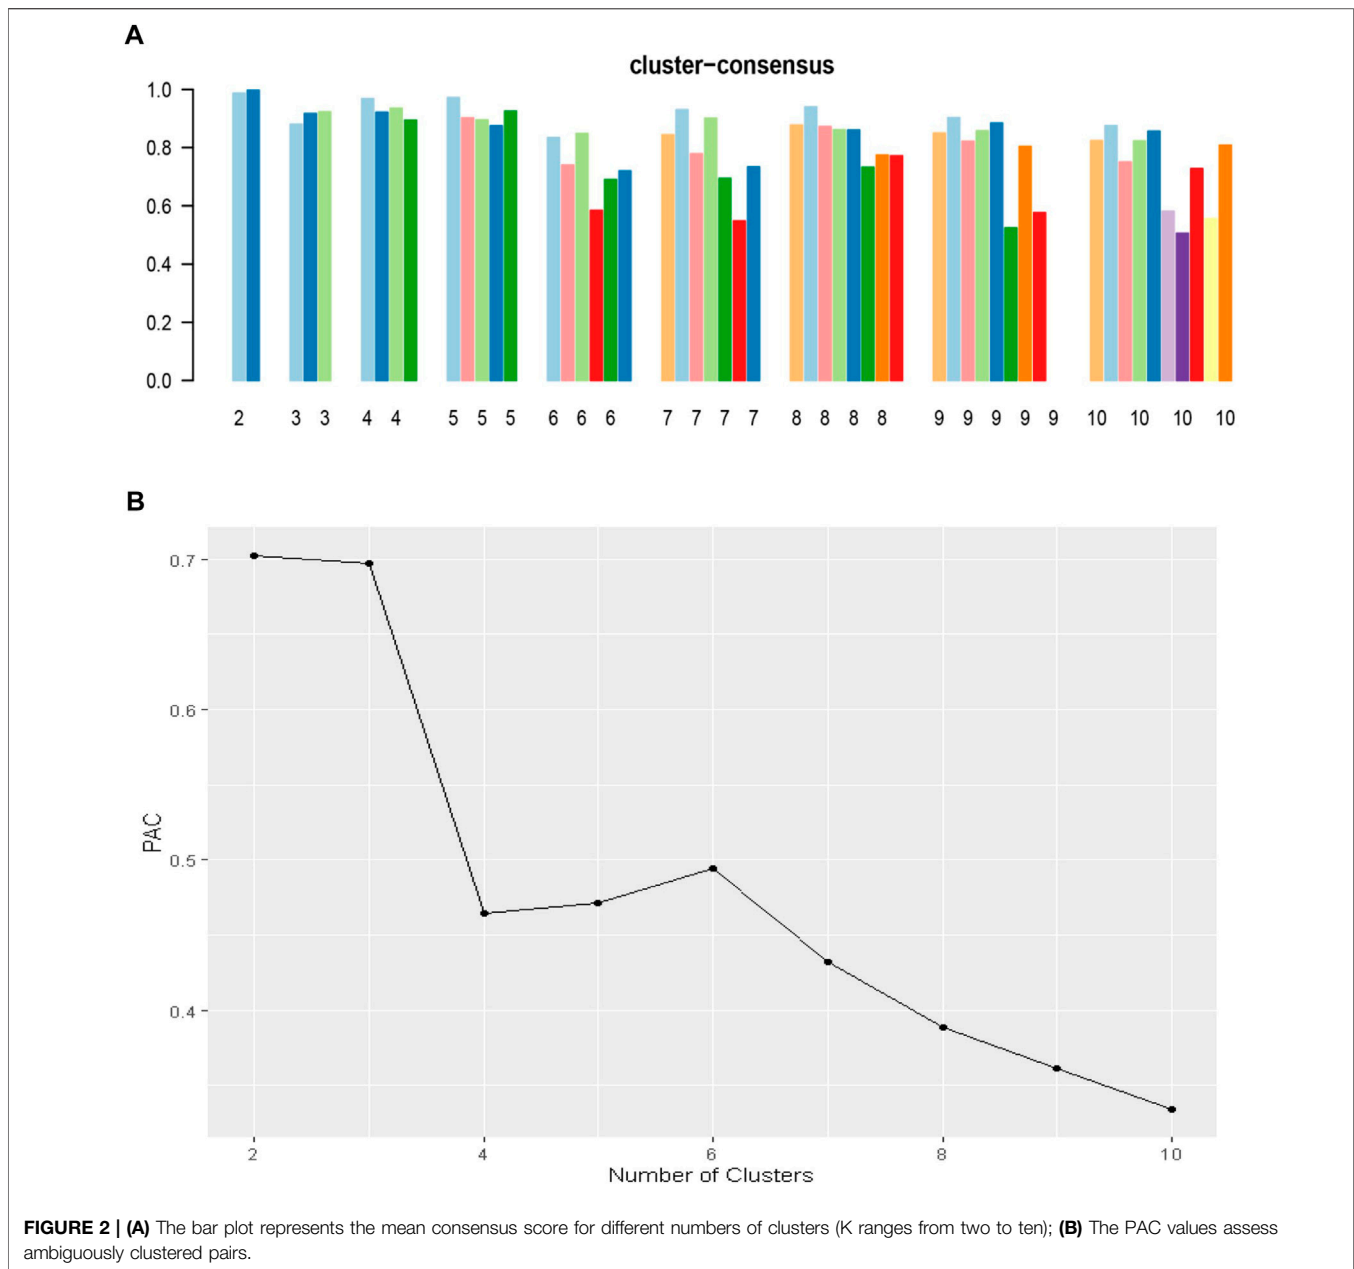 A
cluster−consensus
1.0
0.8
0.6
0.4
0.2
0.0
2 3 3 4 4 5 5 5 6 6 6 7 7 7 7 8 8 8 8 9 9 9 9 9 10 10 10 10
B
0.7
0.6
0.5
0.4
PAC
2 4 6 8 10
Number of Clusters
FIGURE 2 | (A) The bar plot represents the mean consensus score for different numbers of clusters (K ranges from two to ten); (B) The PAC values assess
ambiguously clustered pairs.